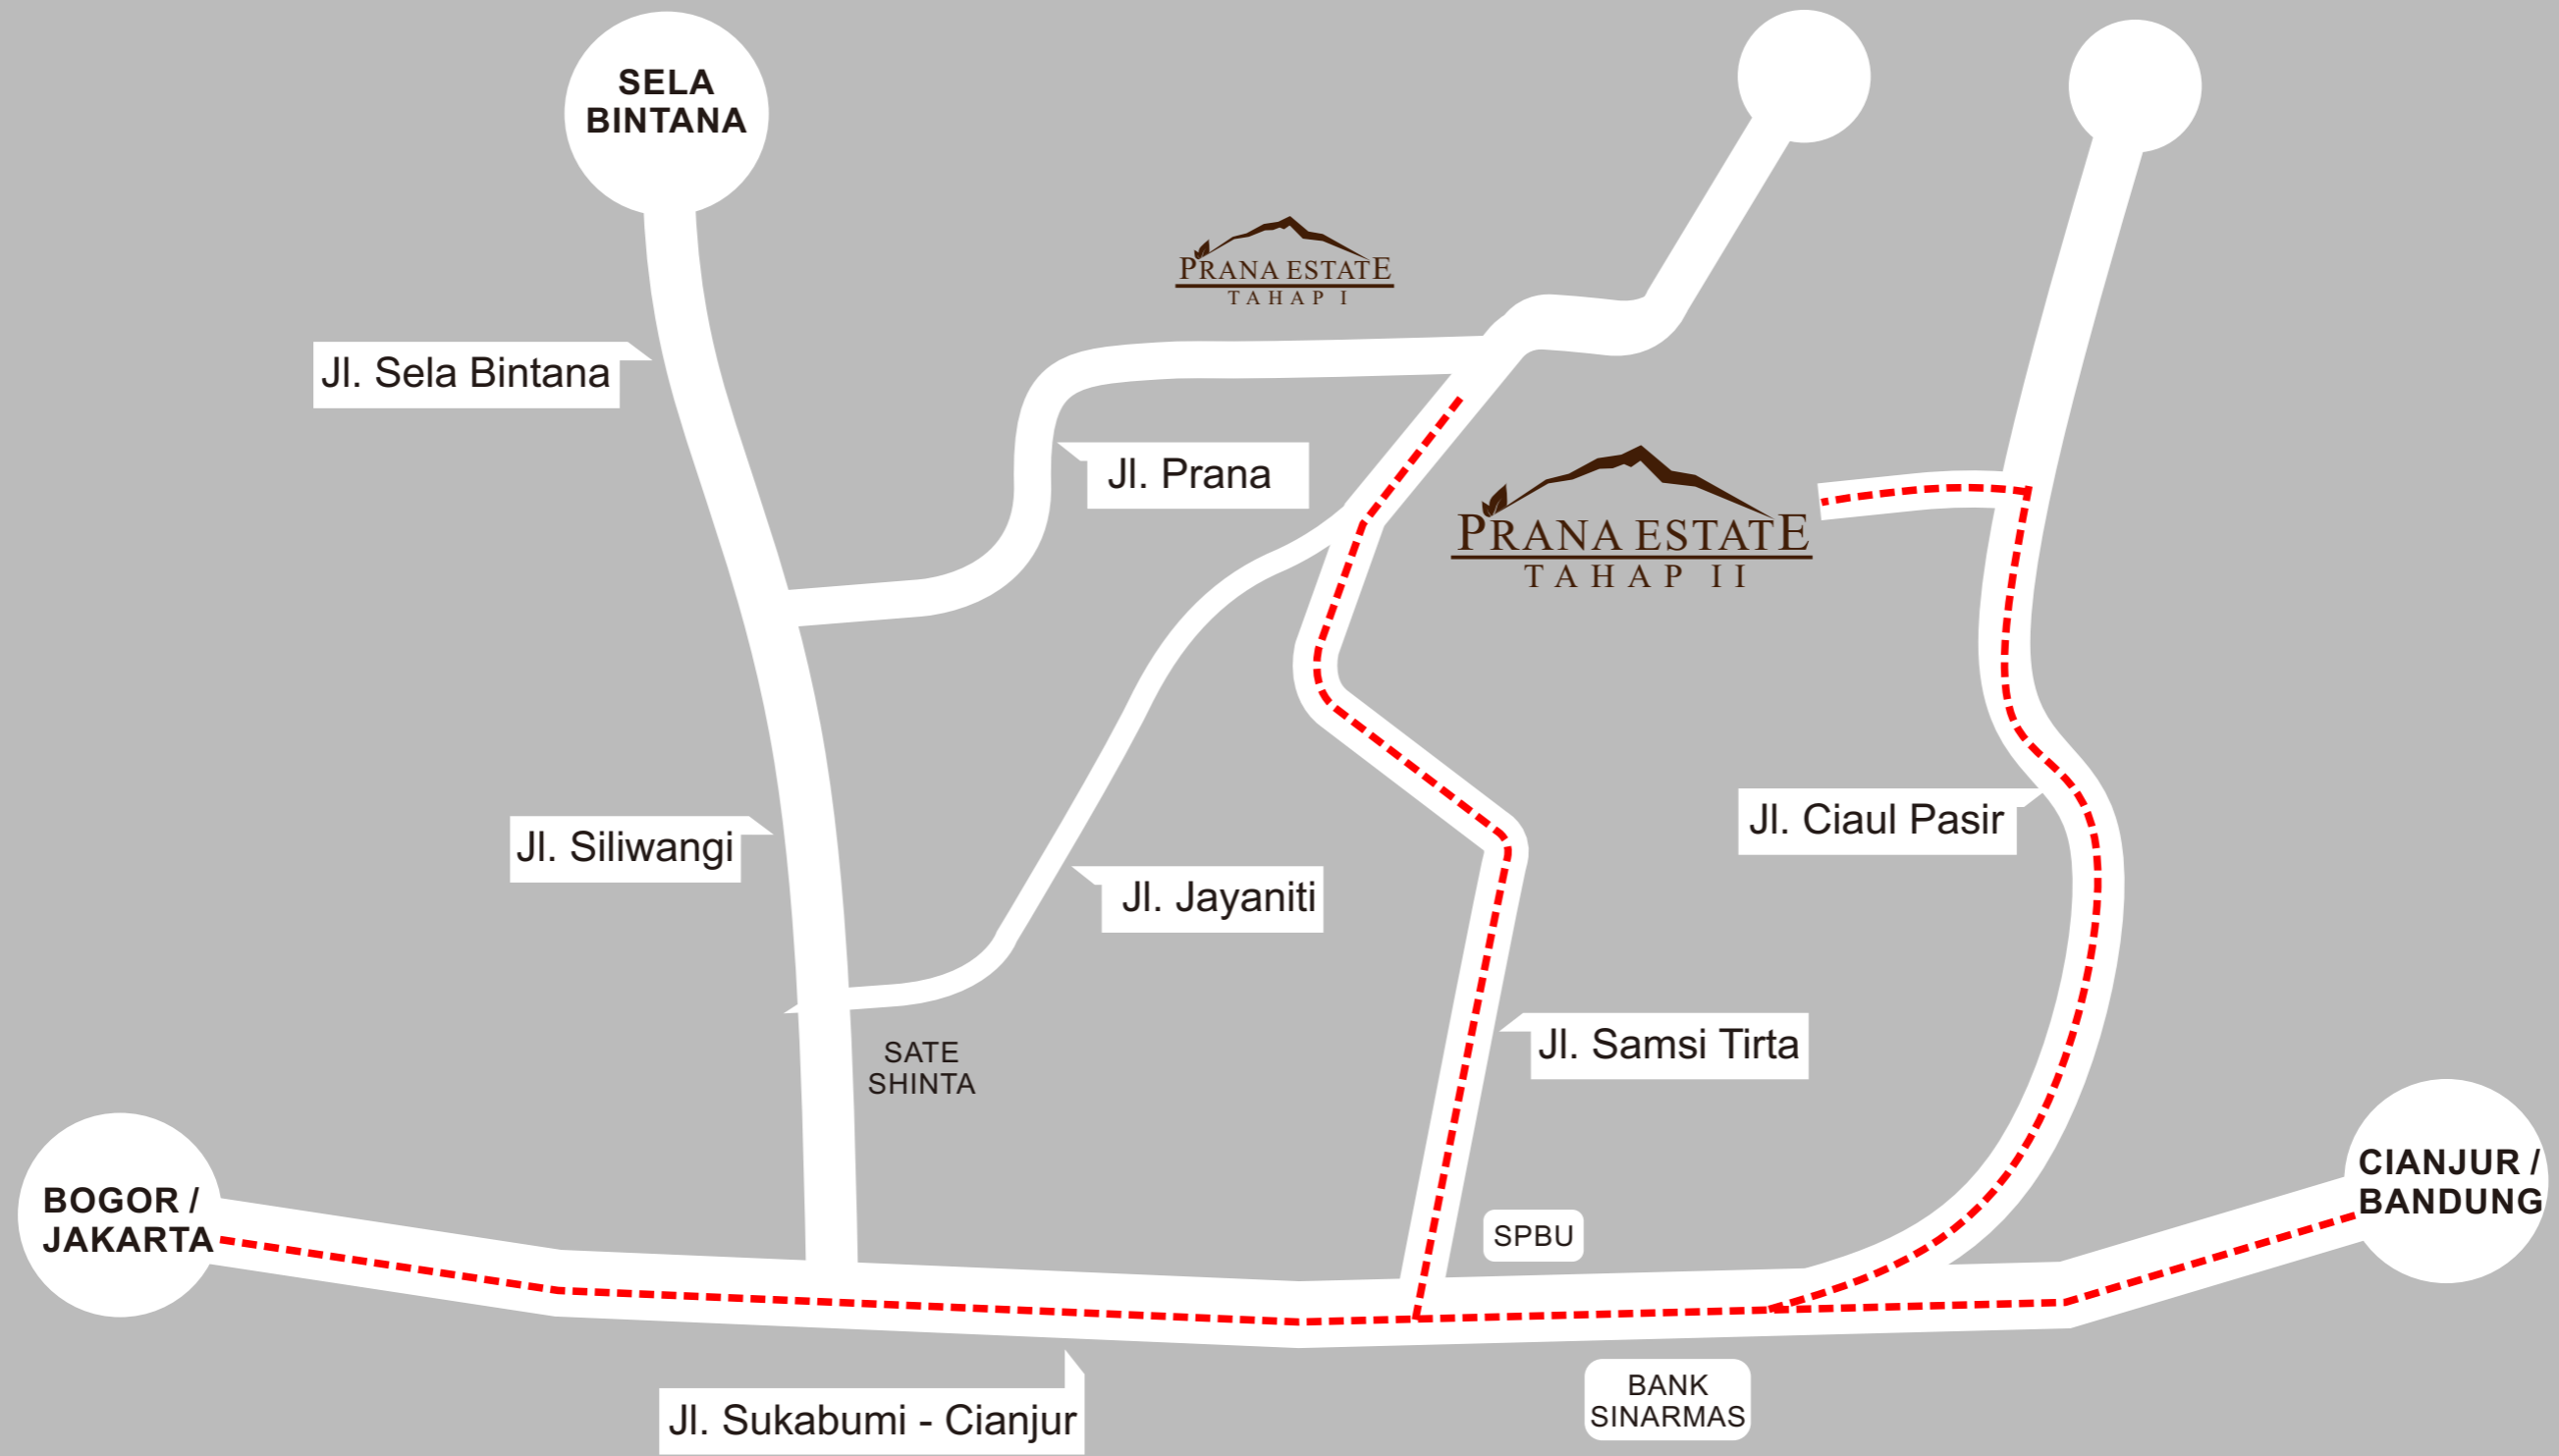 SELA
BINTANA
PRANA ESTATE
TAHAP I
Jl. Sela Bintana
Jl. Prana
PRANA ESTATE
TAHAP II
Jl. Siliwangi
Jl. Ciaul Pasir
Jl. Jayaniti
SATE
SHINTA
Jl. Samsi Tirta
BOGOR /
JAKARTA
CIANJUR /
BANDUNG
SPBU
Jl. Sukabumi - Cianjur
BANK
SINARMAS